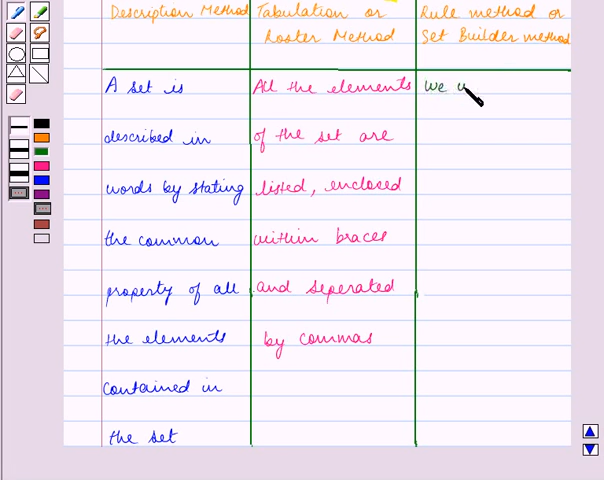 Description Method
A set is
described in
words by stating
the common
property of all
the elements
contained in
the set
Tabulation or
Roster Method
All the elements
of the set are
listed, enclosed
within braces
and seperated
by commas
Rule method or
Set Builder method
We